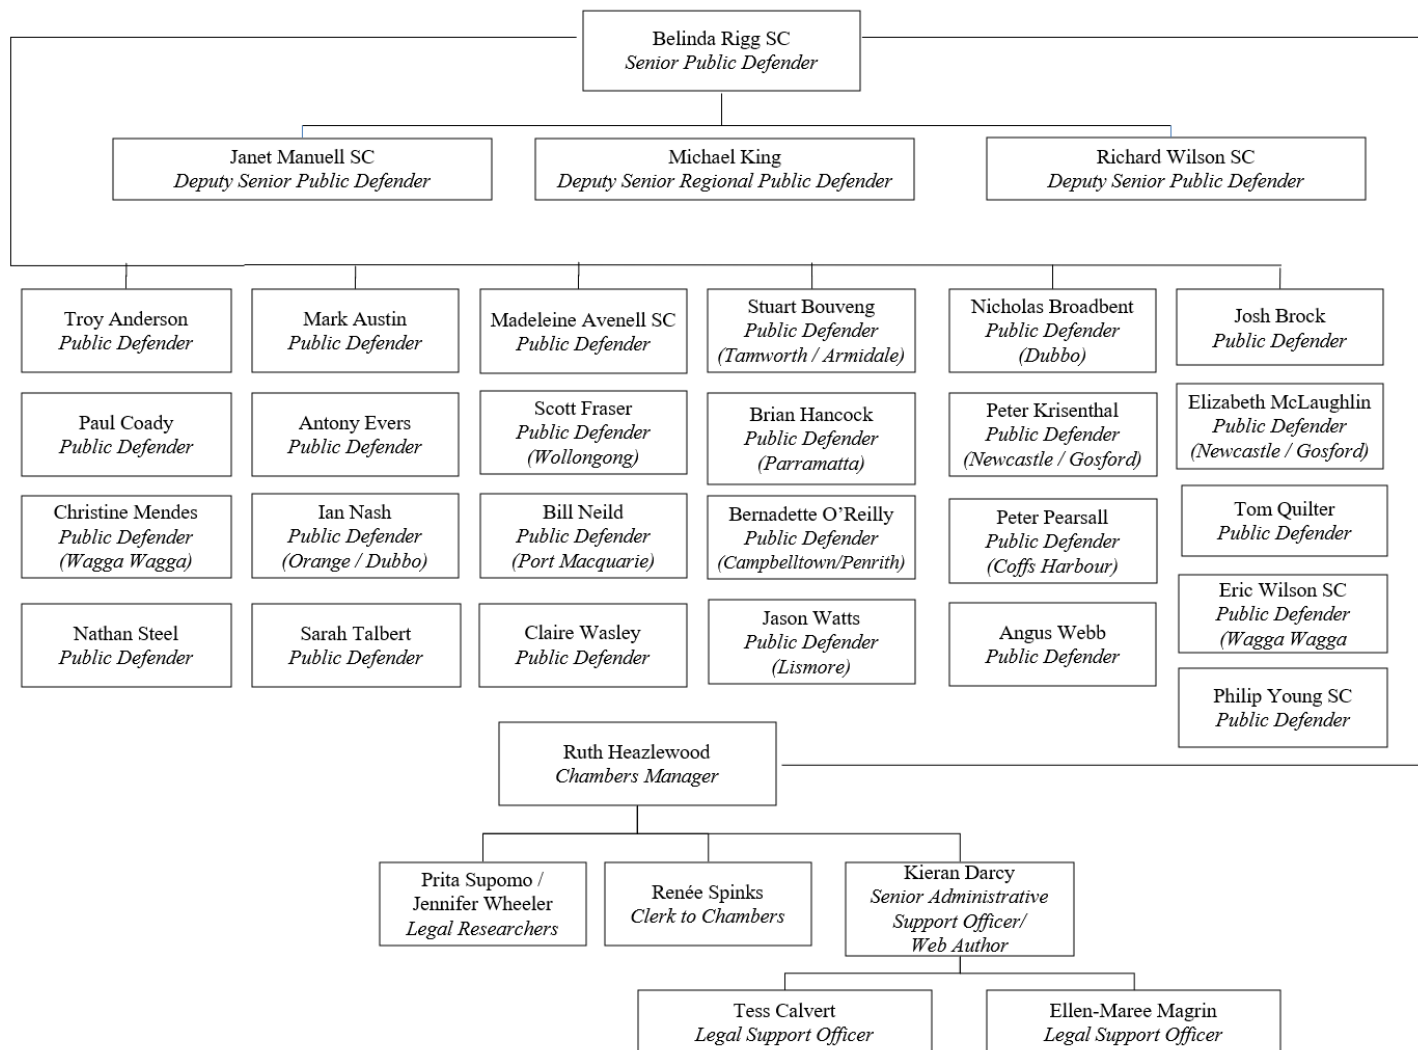 Belinda Rigg SC
Senior Public Defender
Janet Manuell SC
Deputy Senior Public Defender
Michael King
Deputy Senior Regional Public Defender
Richard Wilson SC
Deputy Senior Public Defender
Troy Anderson
Public Defender
Mark Austin
Public Defender
Madeleine Avenell SC
Public Defender
Stuart Bouveng
Public Defender
(Tamworth / Armidale)
Nicholas Broadbent
Public Defender
(Dubbo)
Josh Brock
Public Defender
Paul Coady
Public Defender
Antony Evers
Public Defender
Scott Fraser
Public Defender
(Wollongong)
Brian Hancock
Public Defender
(Parramatta)
Peter Krisenthal
Public Defender
(Newcastle / Gosford)
Elizabeth McLaughlin
Public Defender
(Newcastle / Gosford)
Christine Mendes
Public Defender
(Wagga Wagga)
Ian Nash
Public Defender
(Orange / Dubbo)
Bill Neild
Public Defender
(Port Macquarie)
Bernadette O’Reilly
Public Defender
(Campbelltown/Penrith)
Peter Pearsall
Public Defender
(Coffs Harbour)
Tom Quilter
Public Defender
Nathan Steel
Public Defender
Sarah Talbert
Public Defender
Claire Wasley
Public Defender
Jason Watts
Public Defender
(Lismore)
Angus Webb
Public Defender
Eric Wilson SC
Public Defender
(Wagga Wagga
Philip Young SC
Public Defender
Ruth Heazlewood
Chambers Manager
Prita Supomo /
Jennifer Wheeler
Legal Researchers
Renée Spinks
Clerk to Chambers
Kieran Darcy
Senior Administrative
Support Officer/
Web Author
Tess Calvert
Legal Support Officer
Ellen-Maree Magrin
Legal Support Officer